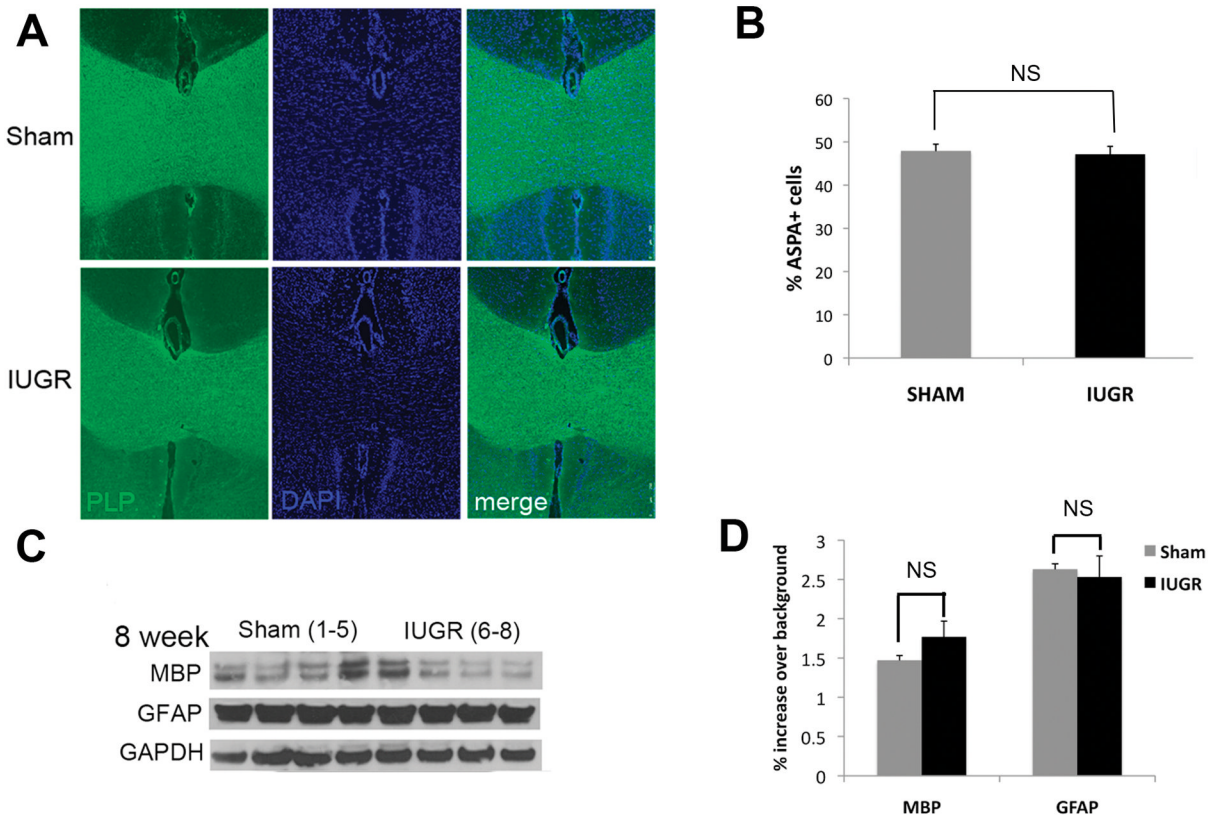 A
Sham
IUGR
PLP
DAPI
merge
B
NS
% ASPA+ cells
60
50
40
30
20
10
0
SHAM
IUGR
C
8 week
Sham (1-5)
IUGR (6-8)
MBP
GFAP
GAPDH
D
NS
NS
Sham
IUGR
% increase over background
3
2.5
2
1.5
1
0.5
0
MBP
GFAP